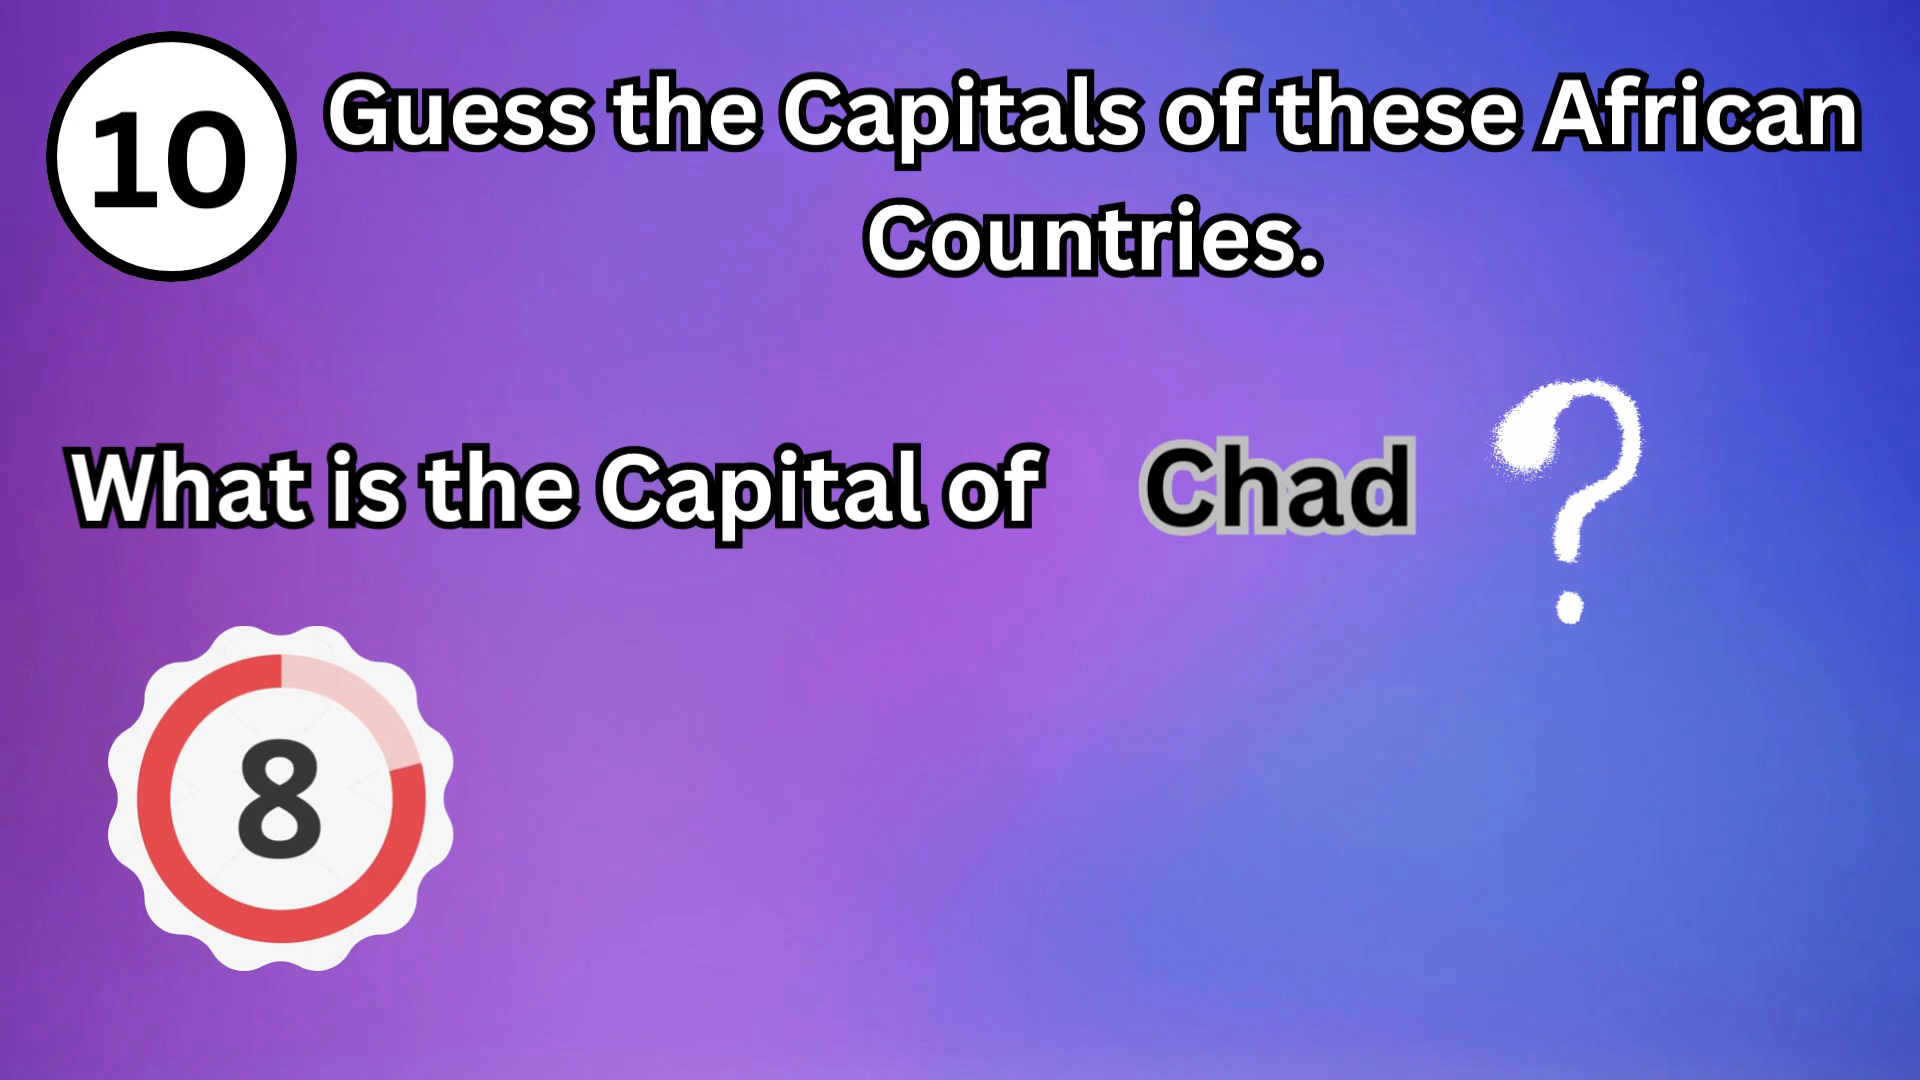 10
Guess the Capitals of these African
Countries.
What is the Capital of Chad ?
8